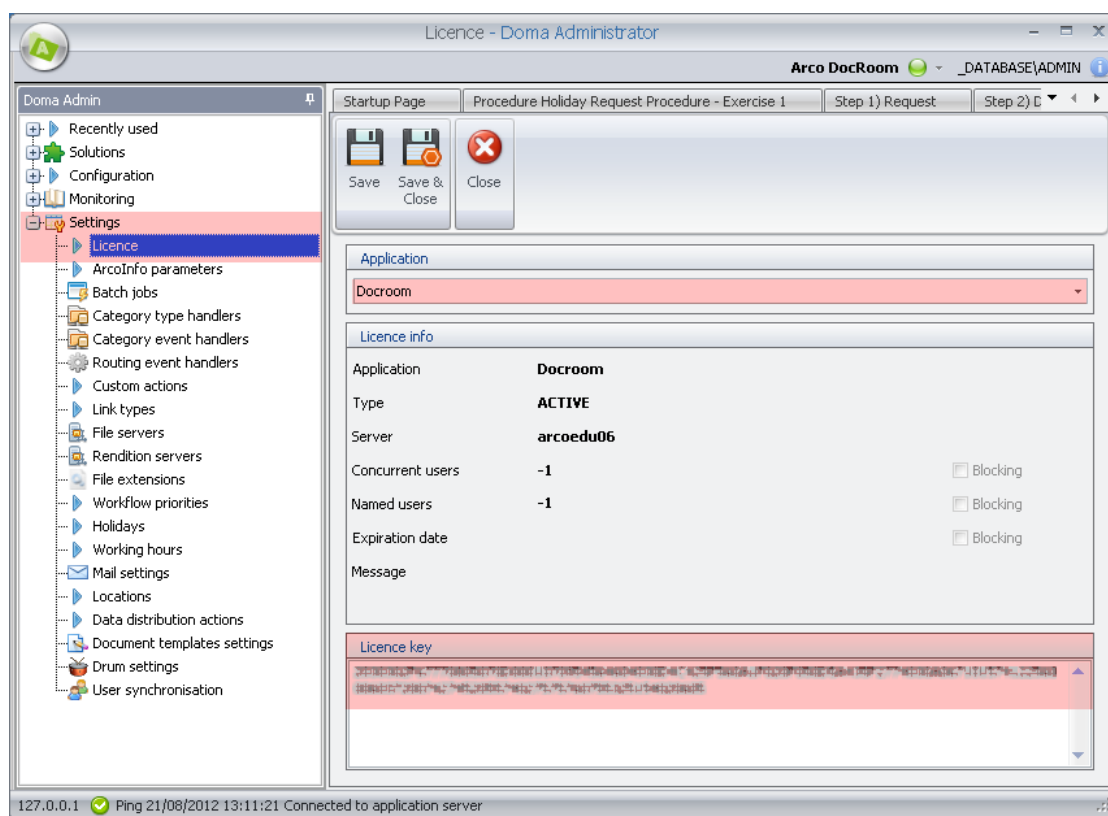 Licence - Doma Administrator
Arco DocRoom _DATABASE\ADMIN
Doma Admin
Recently used
Solutions
Configuration
Monitoring
Settings
Licence
ArcoInfo parameters
Batch jobs
Category type handlers
Category event handlers
Routing event handlers
Custom actions
Link types
File servers
Rendition servers
File extensions
Workflow priorities
Holidays
Working hours
Mail settings
Locations
Data distribution actions
Document templates settings
Drum settings
User synchronisation
Startup Page Procedure Holiday Request Procedure - Exercise 1 Step 1) Request Step 2) D
Save Save & Close
Close
Application
Docroom
Licence info
Application Docroom
Type ACTIVE
Server arcoedu06
Concurrent users -1 Blocking
Named users -1 Blocking
Expiration date Blocking
Message
Licence key
127.0.0.1 Ping 21/08/2012 13:11:21 Connected to application server